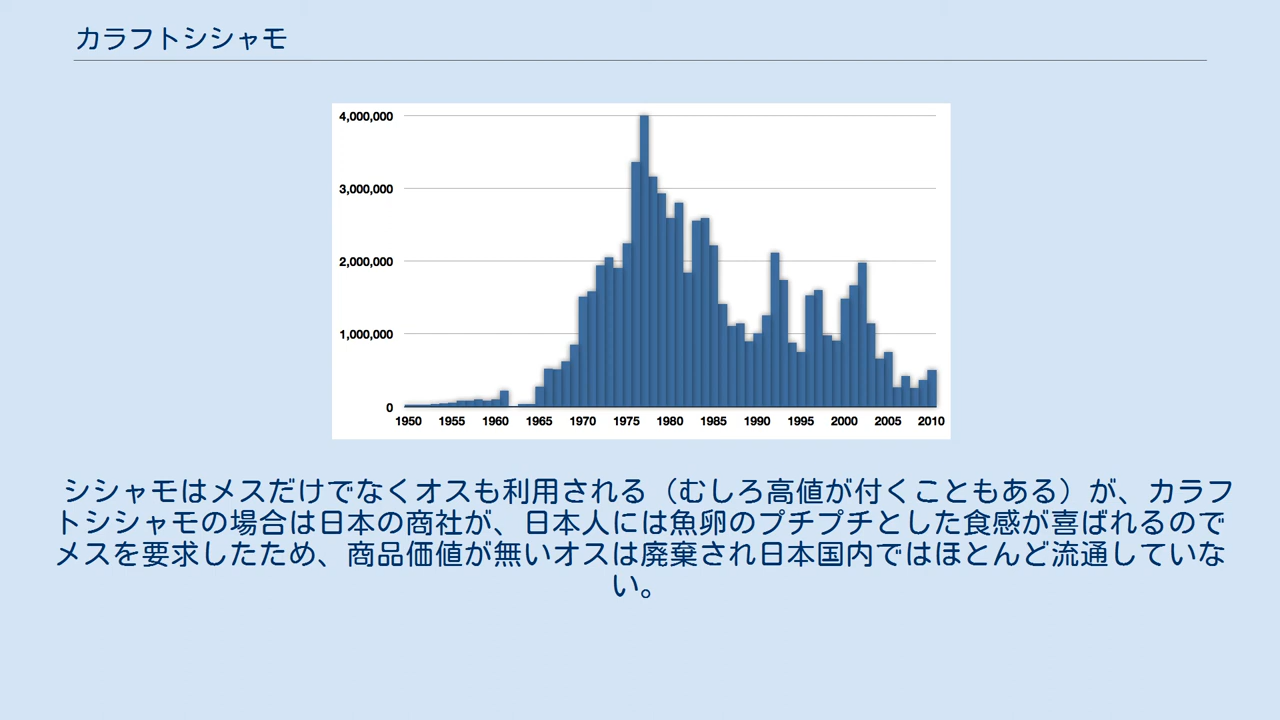 カラフトシシャモ
4,000,000
3,000,000
2,000,000
1,000,000
0
1950 1955 1960 1965 1970 1975 1980 1985 1990 1995 2000 2005 2010
シシャモはメスだけでなくオスも利用される（むしろ高値が付くこともある）が、カラフ
トシシャモの場合は日本の商社が、日本人には魚卵のプチプチとした食感が喜ばれるので
メスを要求したため、商品価値が無いオスは廃棄され日本国内ではほとんど流通していな
い。